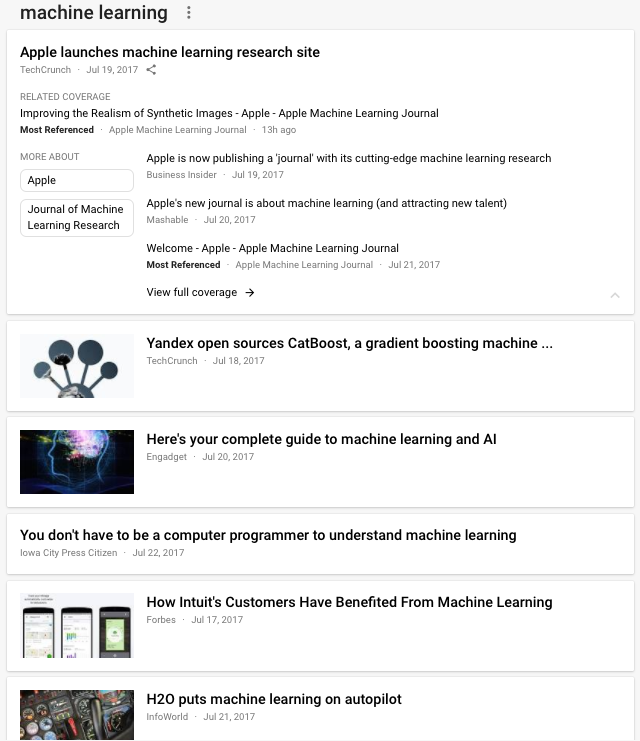 machine learning
Apple launches machine learning research site
TechCrunch · Jul 19, 2017
RELATED COVERAGE
Improving the Realism of Synthetic Images - Apple - Apple Machine Learning Journal
Most Referenced · Apple Machine Learning Journal · 13h ago
MORE ABOUT
Apple
Journal of Machine
Learning Research
Apple is now publishing a 'journal' with its cutting-edge machine learning research
Business Insider · Jul 19, 2017
Apple's new journal is about machine learning (and attracting new talent)
Mashable · Jul 20, 2017
Welcome - Apple - Apple Machine Learning Journal
Most Referenced · Apple Machine Learning Journal · Jul 21, 2017
View full coverage →
Yandex open sources CatBoost, a gradient boosting machine ...
TechCrunch · Jul 18, 2017
Here's your complete guide to machine learning and AI
Engadget · Jul 20, 2017
You don't have to be a computer programmer to understand machine learning
Iowa City Press Citizen · Jul 22, 2017
How Intuit's Customers Have Benefited From Machine Learning
Forbes · Jul 17, 2017
H2O puts machine learning on autopilot
InfoWorld · Jul 21, 2017